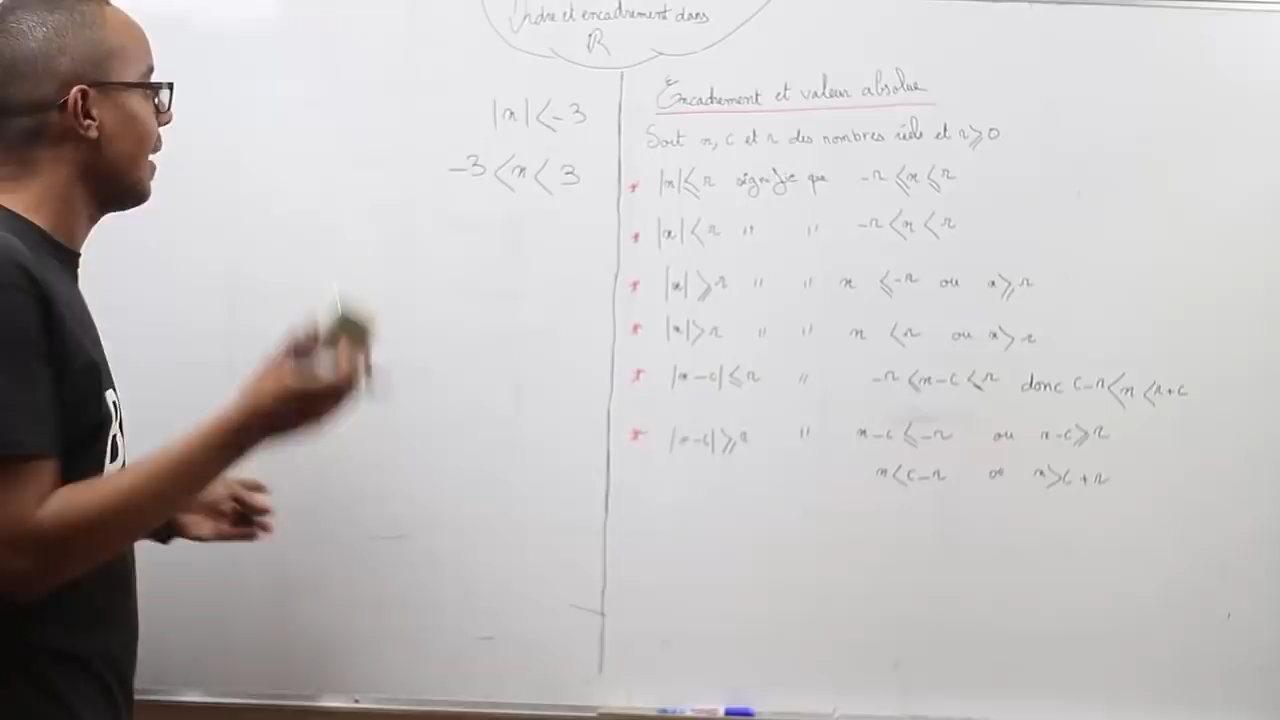 Ordre et encadrement dans
ℝ
|x| < -3
-3 < x < 3
Encadrement et valeur absolue
Soit x, c et r des nombres réels et r ⩾ 0
* |x| ⩽ r signifie que -r ⩽ x ⩽ r
* |x| < r " " -r < x < r
* |x| ⩾ r " " x ⩽ -r ou x ⩾ r
* |x| > r " " x < r ou x > r
* |x-c| ⩽ r " -r < x-c < r donc c-r < x < r+c
* |x-c| ⩾ r " x-c ⩽ -r ou x-c ⩾ r
x < c-r ou x > c+r
B